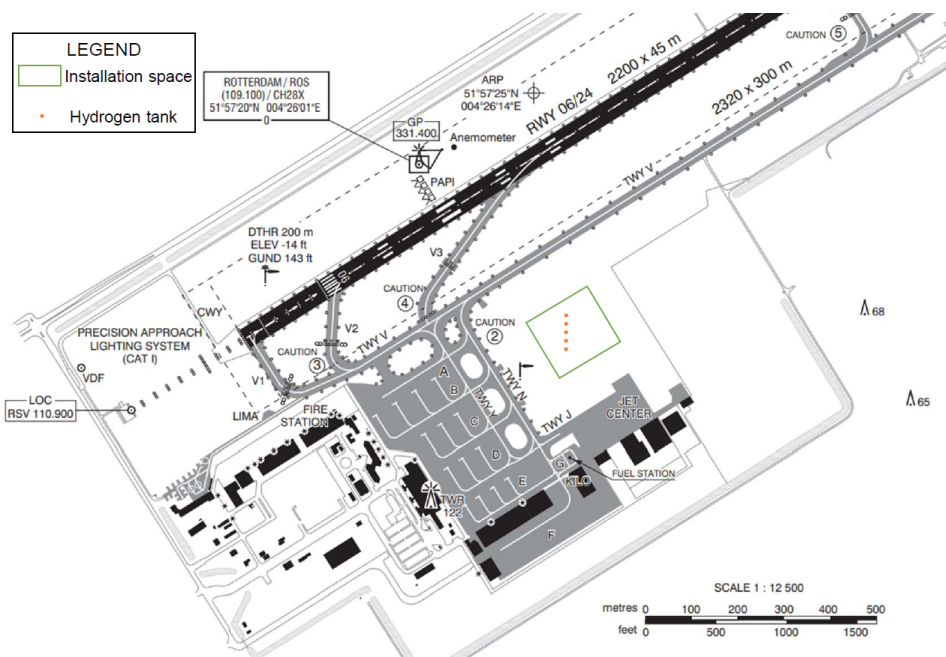 LEGEND
Installation space
Hydrogen tank
ROTTERDAM / ROS
(109.100) / CH28X
51°57'20"N 004°26'01"E
0
GP
331.400
Anemometer
PAPI
ARP
51°57'25"N
004°26'14"E
RWY 06/24
2200 x 45 m
2320 x 300 m
CAUTION
5
TWY V
DTHR 200 m
ELEV -14 ft
GUND 143 ft
06
V3
CAUTION
4
CWY
PRECISION APPROACH
LIGHTING SYSTEM
(CAT I)
VDF
LOC
RSV 110.900
V2
TWY V
CAUTION
3
V1
LIMA
CAUTION
2
68
65
A
B
C
D
E
F
G
TWY Y
TWY N
TWY J
JET
CENTER
FUEL STATION
KILO
FIRE
STATION
TWR
122
SCALE 1 : 12 500
metres 0 100 200 300 400 500
feet 0 500 1000 1500